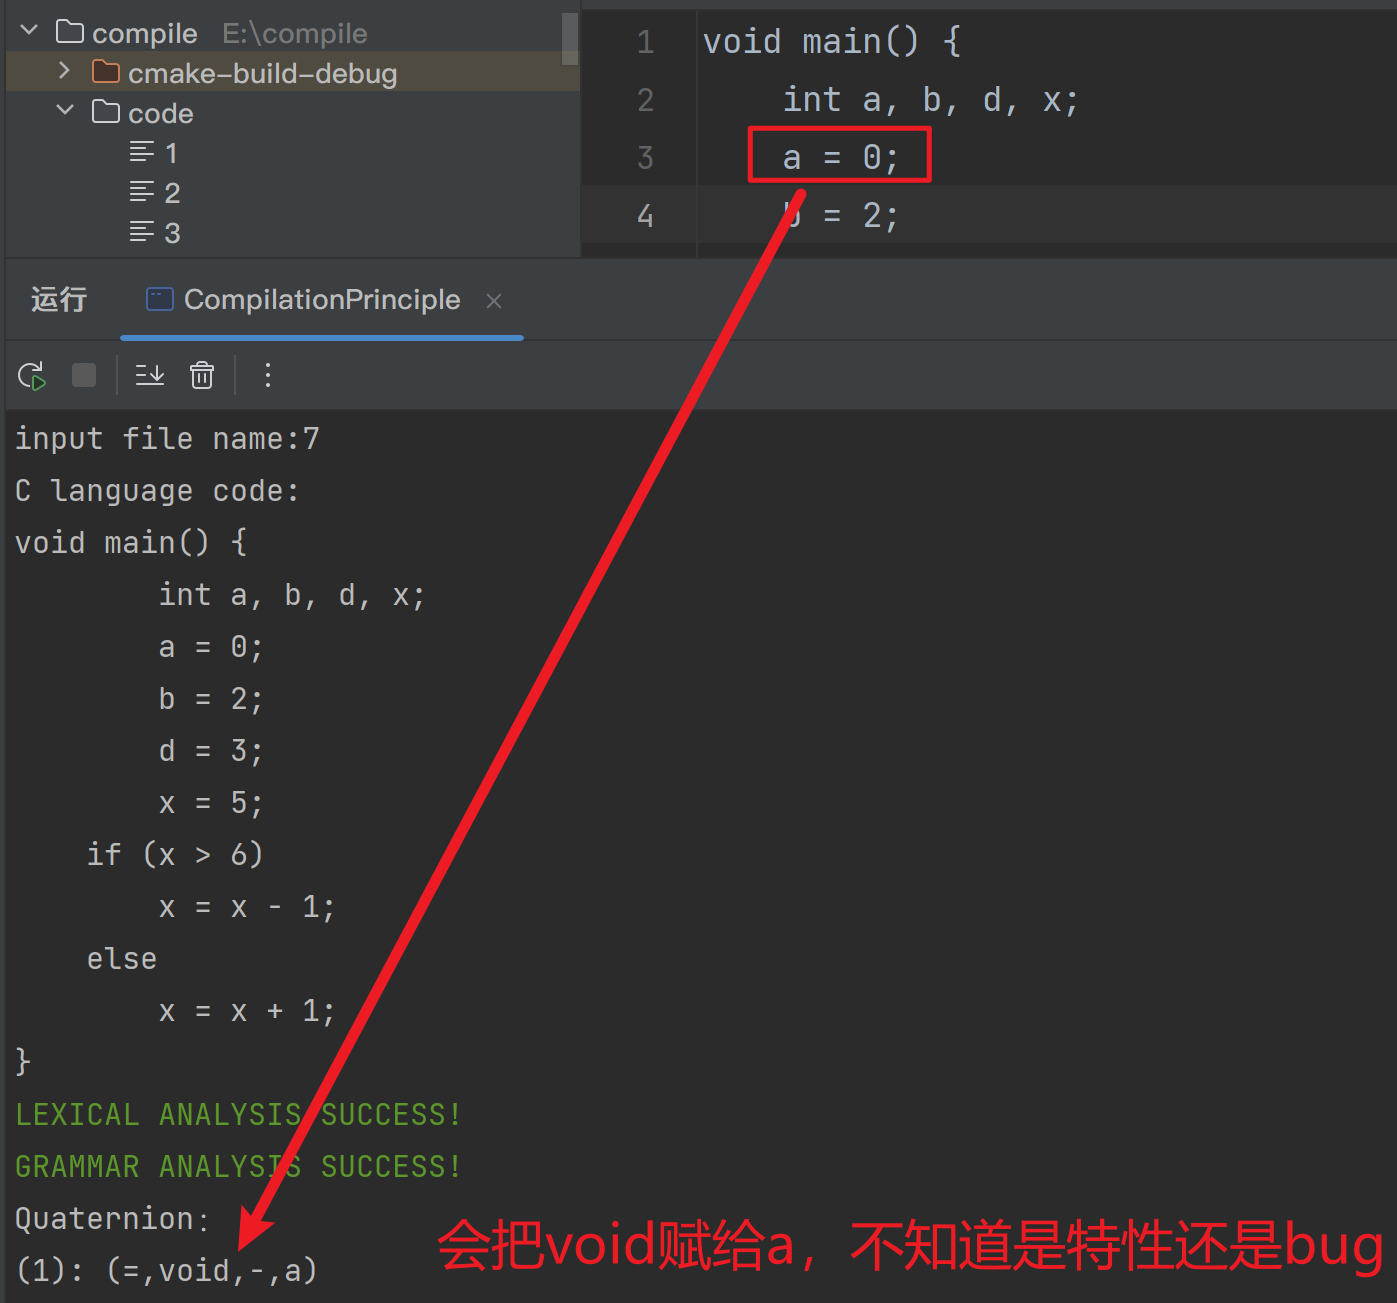 compile E:\compile
cmake-build-debug
code
1
2
3
1 void main() {
2 int a, b, d, x;
3 a = 0;
4 b = 2;
运行 CompilationPrinciple
input file name:7
C language code:
void main() {
int a, b, d, x;
a = 0;
b = 2;
d = 3;
x = 5;
if (x > 6)
x = x - 1;
else
x = x + 1;
}
LEXICAL ANALYSIS SUCCESS!
GRAMMAR ANALYSIS SUCCESS!
Quaternion:
(1): (=,void,-,a)
会把void赋给a，不知道是特性还是bug